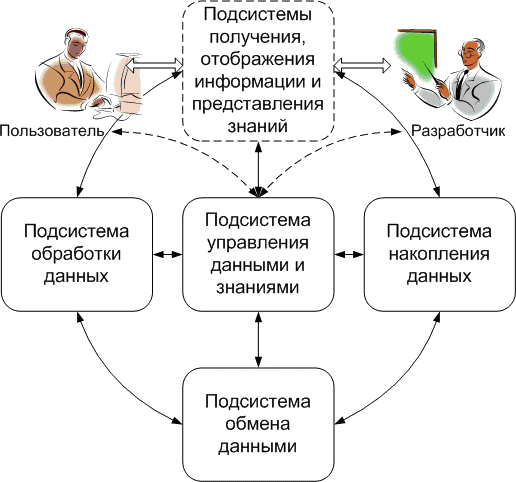 Подсистемы
получения,
отображения
информации и
представления
знаний
Пользователь
Разработчик
Подсистема
обработки
данных
Подсистема
управления
данными и
знаниями
Подсистема
накопления
данных
Подсистема
обмена
данными